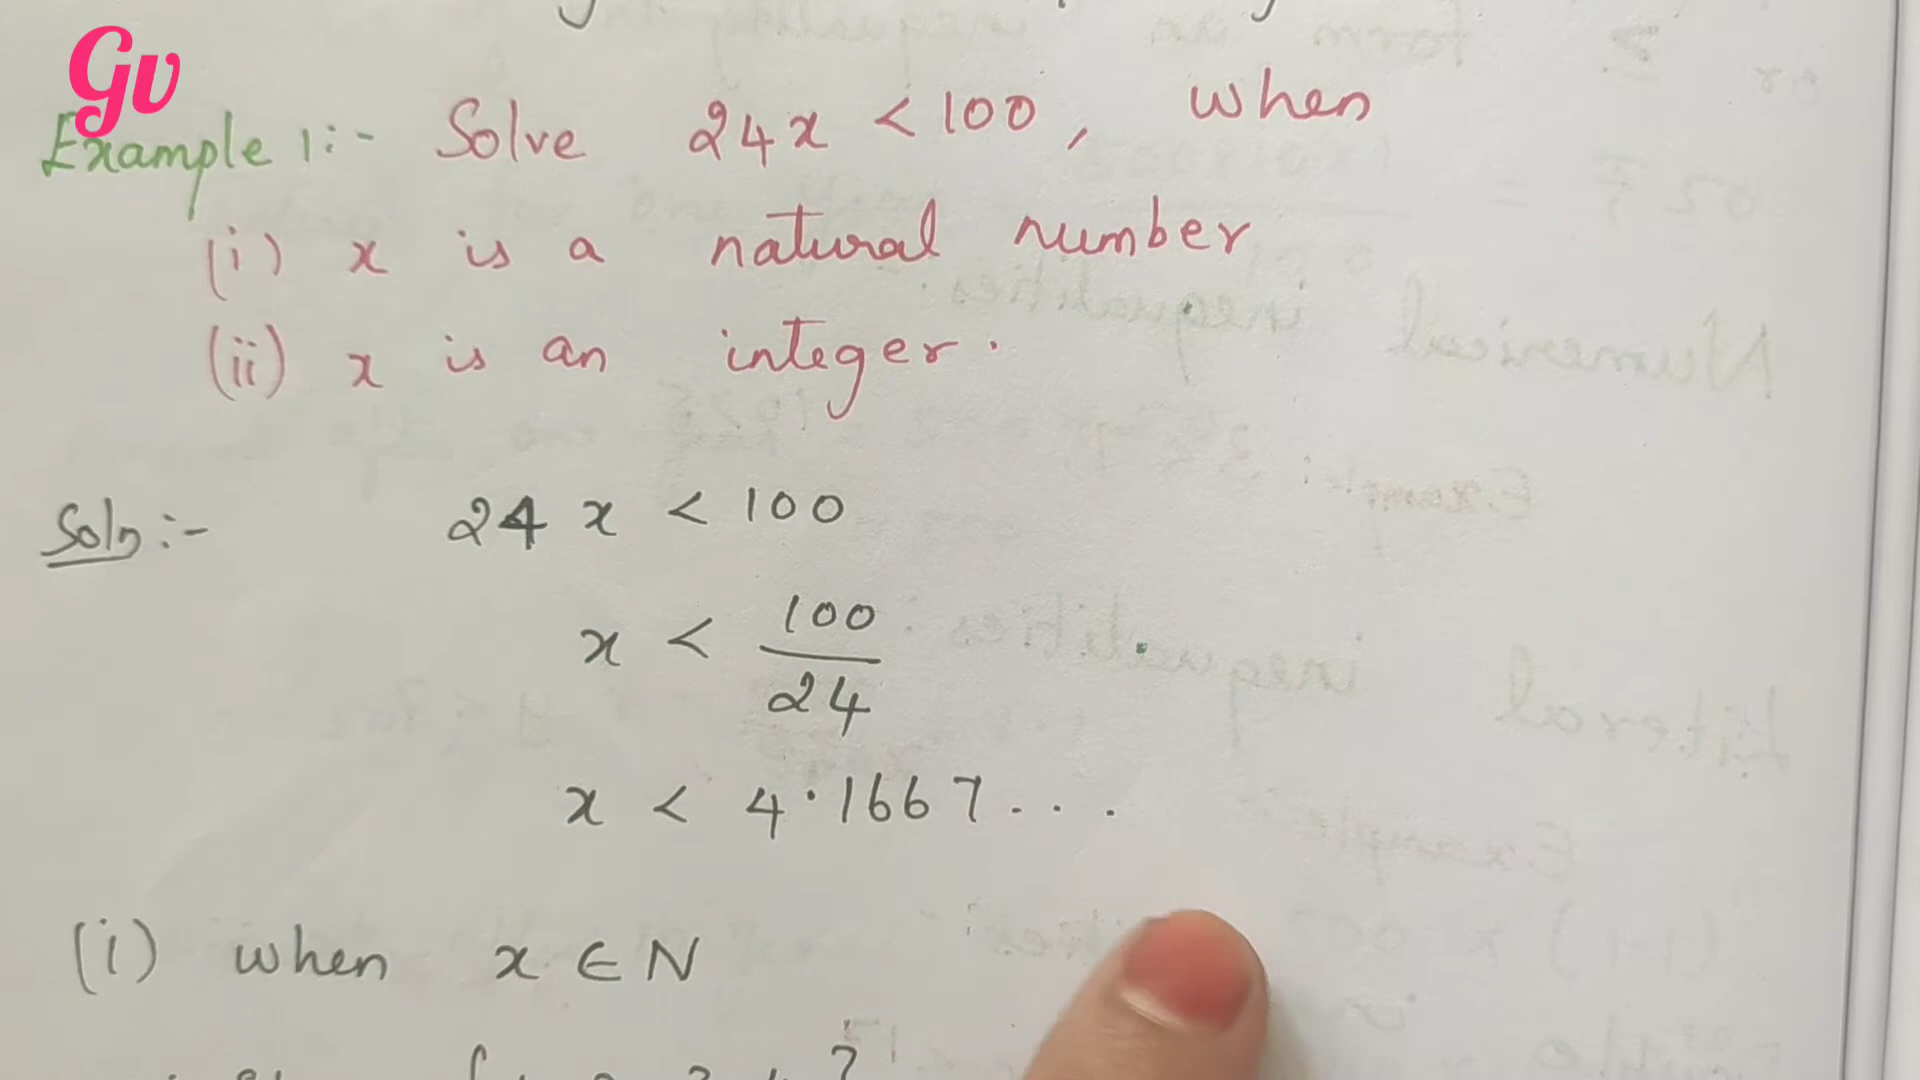 Gv
Example 1:- Solve 24x < 100, when
(i) x is a natural number
(ii) x is an integer.
Soln :- 24 x < 100
x < 100/24
x < 4.1667...
(i) when x ∈ N